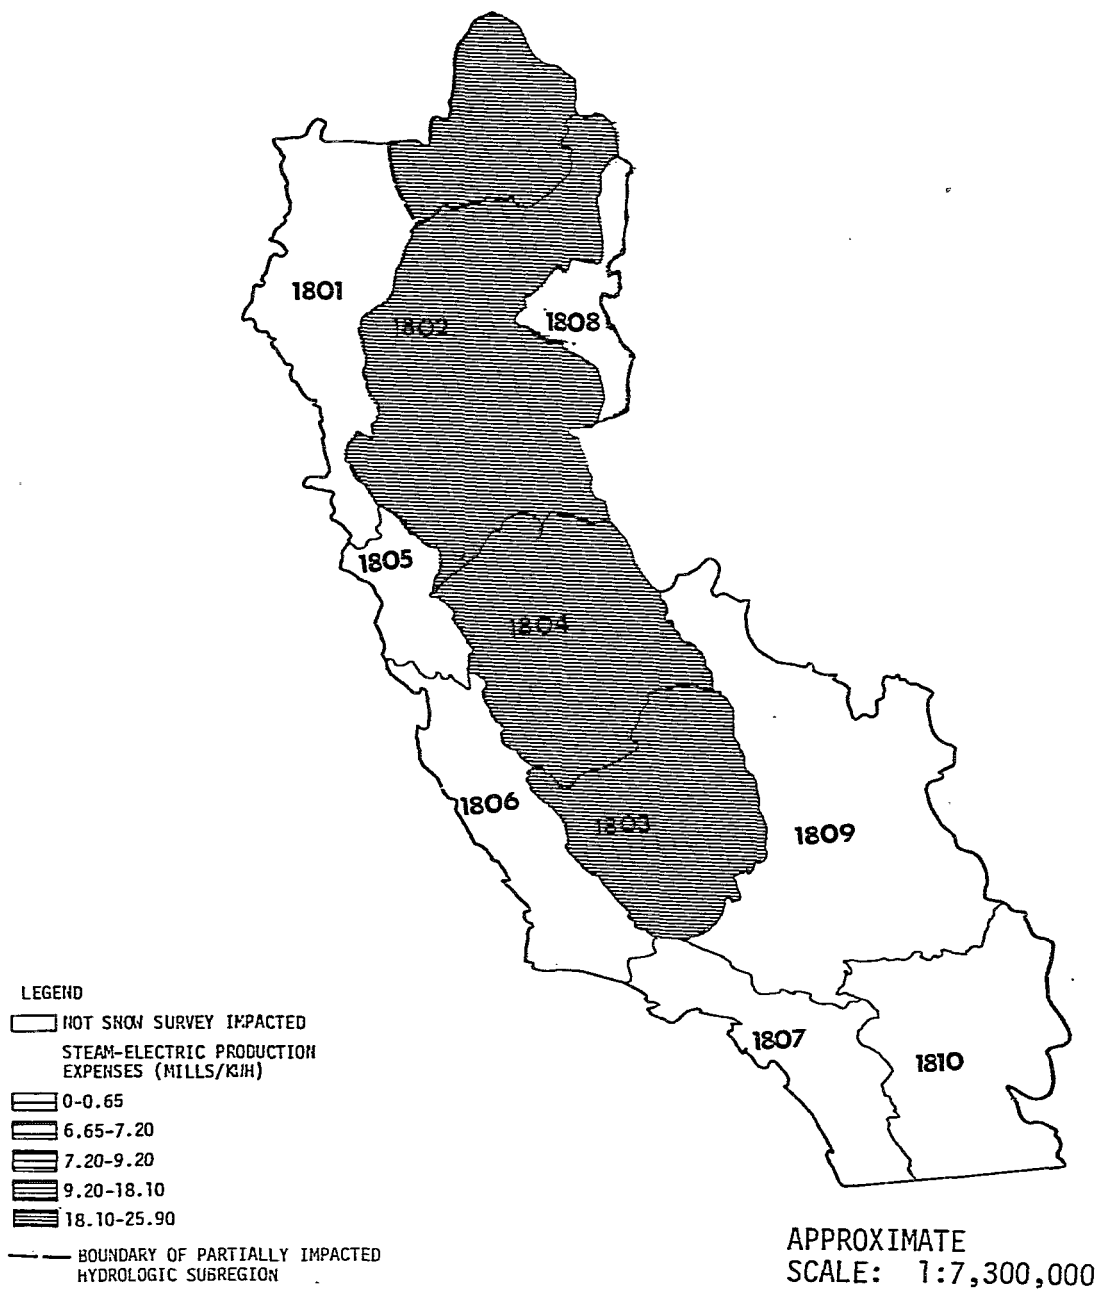 1801
1802
1808
1805
1804
1806
1803
1809
1807
1810
LEGEND
NOT SNOW SURVEY IMPACTED
STEAM-ELECTRIC PRODUCTION
EXPENSES (MILLS/KWH)
0-0.65
6.65-7.20
7.20-9.20
9.20-18.10
18.10-25.90
BOUNDARY OF PARTIALLY IMPACTED
HYDROLOGIC SUBREGION
APPROXIMATE
SCALE: 1:7,300,000